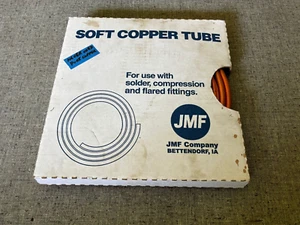 SOFT COPPER TUBE
For use with
solder, compression
and flared fittings.
JMF
JMF Company
BETTENDORF, IA